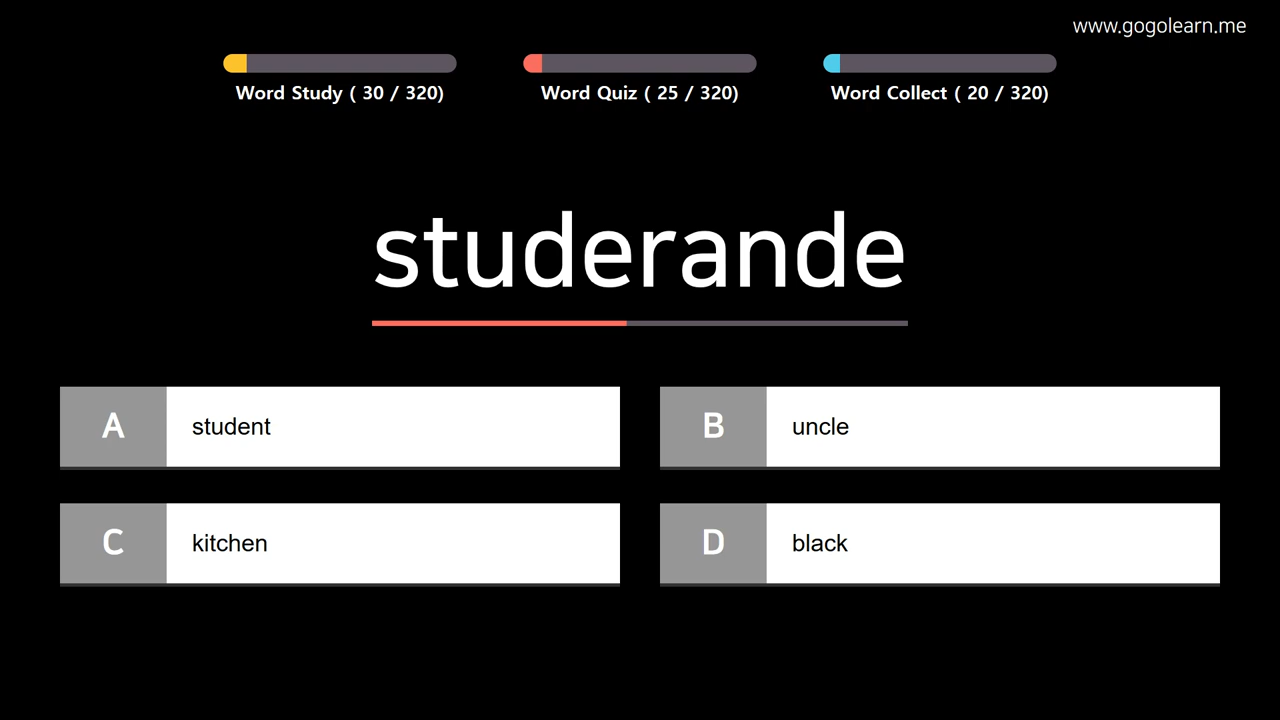 www.gogolearn.me
Word Study ( 30 / 320)
Word Quiz ( 25 / 320)
Word Collect ( 20 / 320)
studerande
A student
B uncle
C kitchen
D black